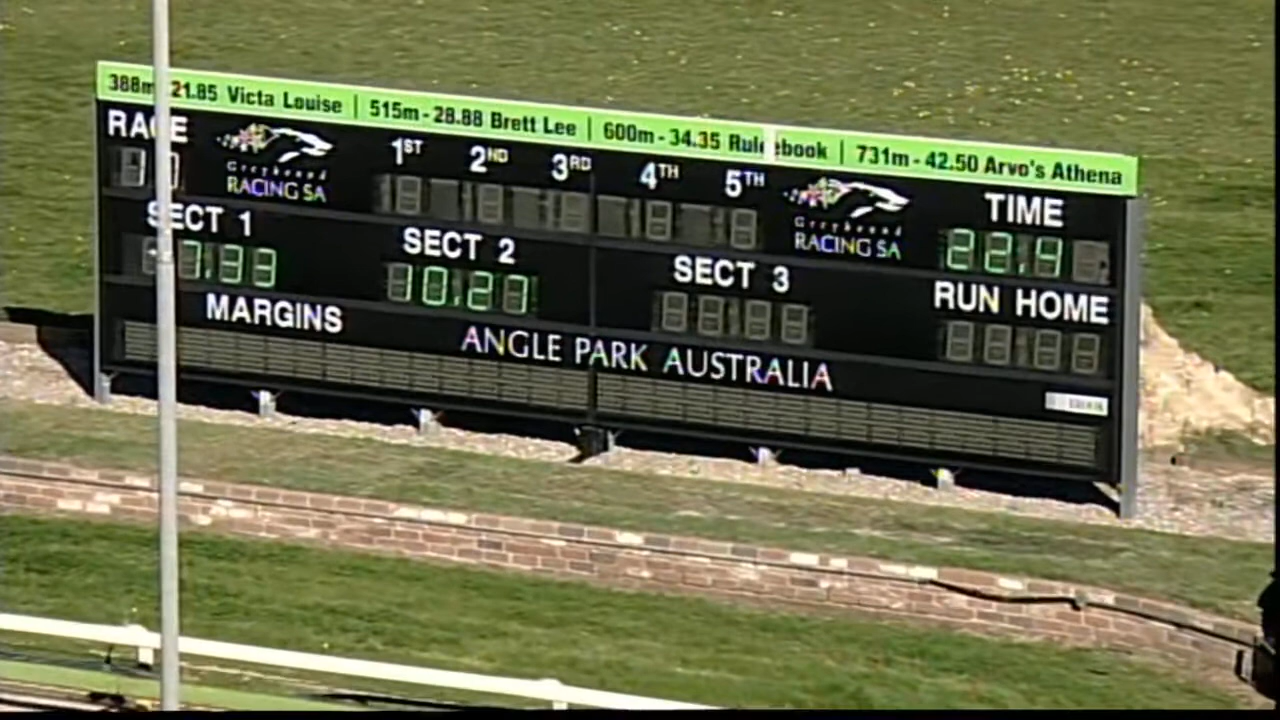 388m 21.85 Victa Louise | 515m - 28.88 Brett Lee | 600m - 34.35 Rulebook | 731m - 42.50 Arvo's Athena
RACE
Greyhound
RACING SA
1ST 2ND 3RD 4TH 5TH
Greyhound
RACING SA
TIME
22.4
SECT 1
7.33
SECT 2
10.27
SECT 3
RUN HOME
MARGINS
ANGLE PARK AUSTRALIA